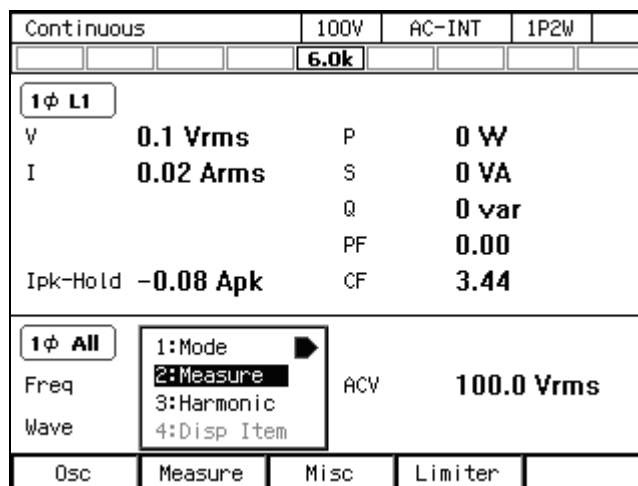 Continuous 100V AC-INT 1P2W
6.0k
1ϕ L1
V 0.1 Vrms P 0 W
I 0.02 Arms S 0 VA
Q 0 var
PF 0.00
Ipk-Hold -0.08 Apk CF 3.44
1ϕ All
1:Mode
2:Measure
3:Harmonic
4:Disp Item
Freq ACV 100.0 Vrms
Wave
Osc Measure Misc Limiter